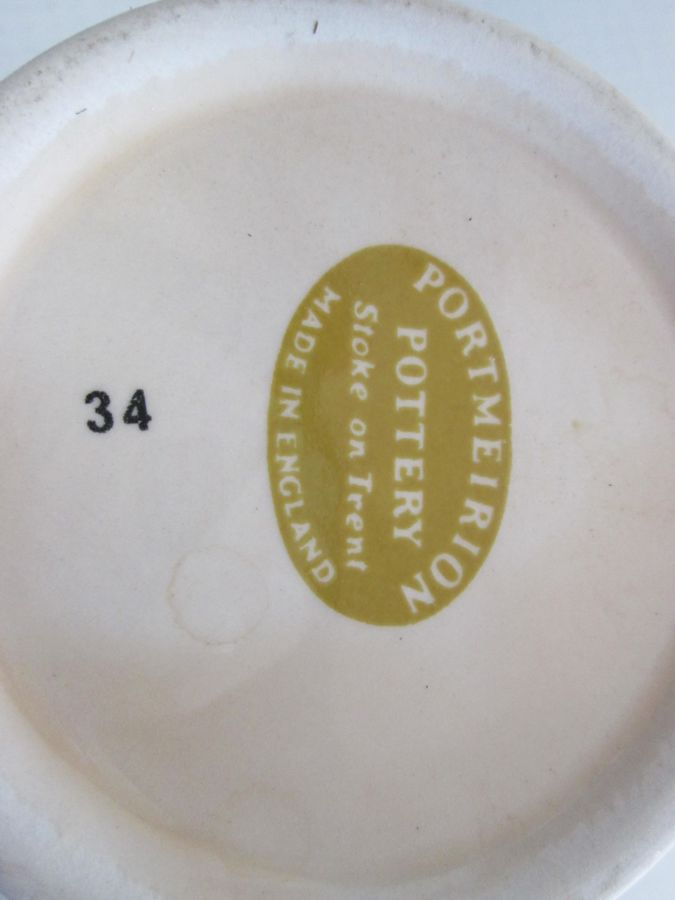 PORTMEIRION
POTTERY
Stoke on Trent
MADE IN ENGLAND
34